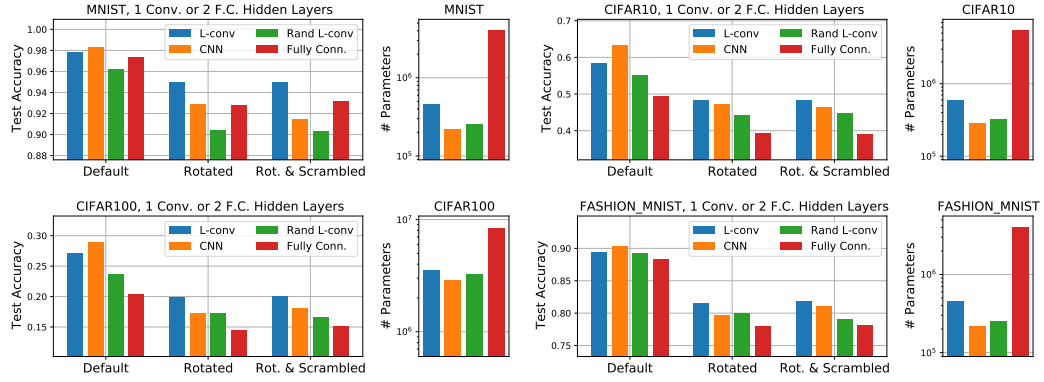 MNIST, 1 Conv. or 2 F.C. Hidden Layers
Test Accuracy
1.00
0.98
0.96
0.94
0.92
0.90
0.88
L-conv
CNN
Rand L-conv
Fully Conn.
Default
Rotated
Rot. & Scrambled
MNIST
# Parameters
10^6
10^5
CIFAR10, 1 Conv. or 2 F.C. Hidden Layers
Test Accuracy
0.7
0.6
0.5
0.4
L-conv
CNN
Rand L-conv
Fully Conn.
Default
Rotated
Rot. & Scrambled
CIFAR10
# Parameters
10^6
10^5
CIFAR100, 1 Conv. or 2 F.C. Hidden Layers
Test Accuracy
0.30
0.25
0.20
0.15
L-conv
CNN
Rand L-conv
Fully Conn.
Default
Rotated
Rot. & Scrambled
CIFAR100
# Parameters
10^7
10^6
FASHION_MNIST, 1 Conv. or 2 F.C. Hidden Layers
Test Accuracy
0.90
0.85
0.80
0.75
L-conv
CNN
Rand L-conv
Fully Conn.
Default
Rotated
Rot. & Scrambled
FASHION_MNIST
# Parameters
10^6
10^5